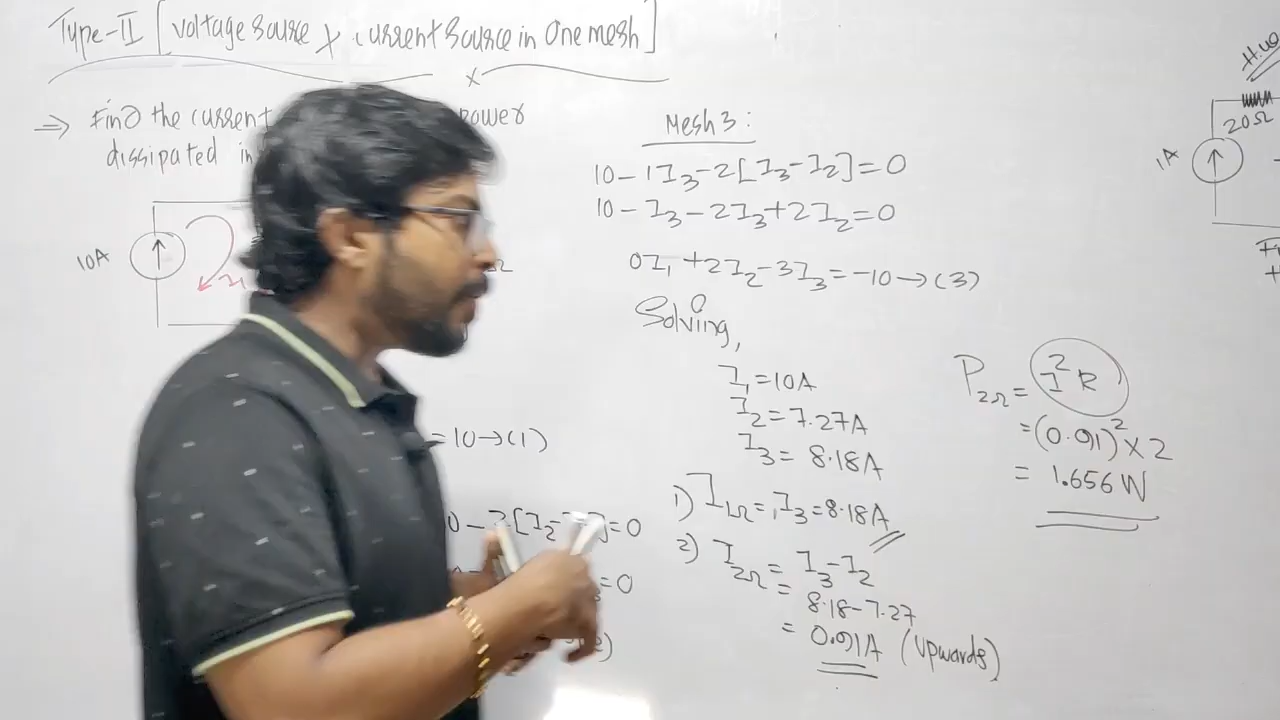 Type-II [voltage source & current source in one mesh]
x
⇒ Find the current power
dissipated in
10A
Ω
= 10 → (1)
=0
=0
Mesh 3:
10 - 1I₃ - 2[I₃ - I₂] = 0
10 - I₃ - 2I₃ + 2I₂ = 0
0I₁ + 2I₂ - 3I₃ = -10 → (3)
Solving,
I₁ = 10A
I₂ = 7.27A
I₃ = 8.18A
1) I₁Ω = I₃ = 8.18A
2) I₂Ω = I₃ - I₂
= 8.18 - 7.27
= 0.91A (upwards)
P₂Ω = I²R
= (0.91)² × 2
= 1.656 W
H.W
20Ω
1A